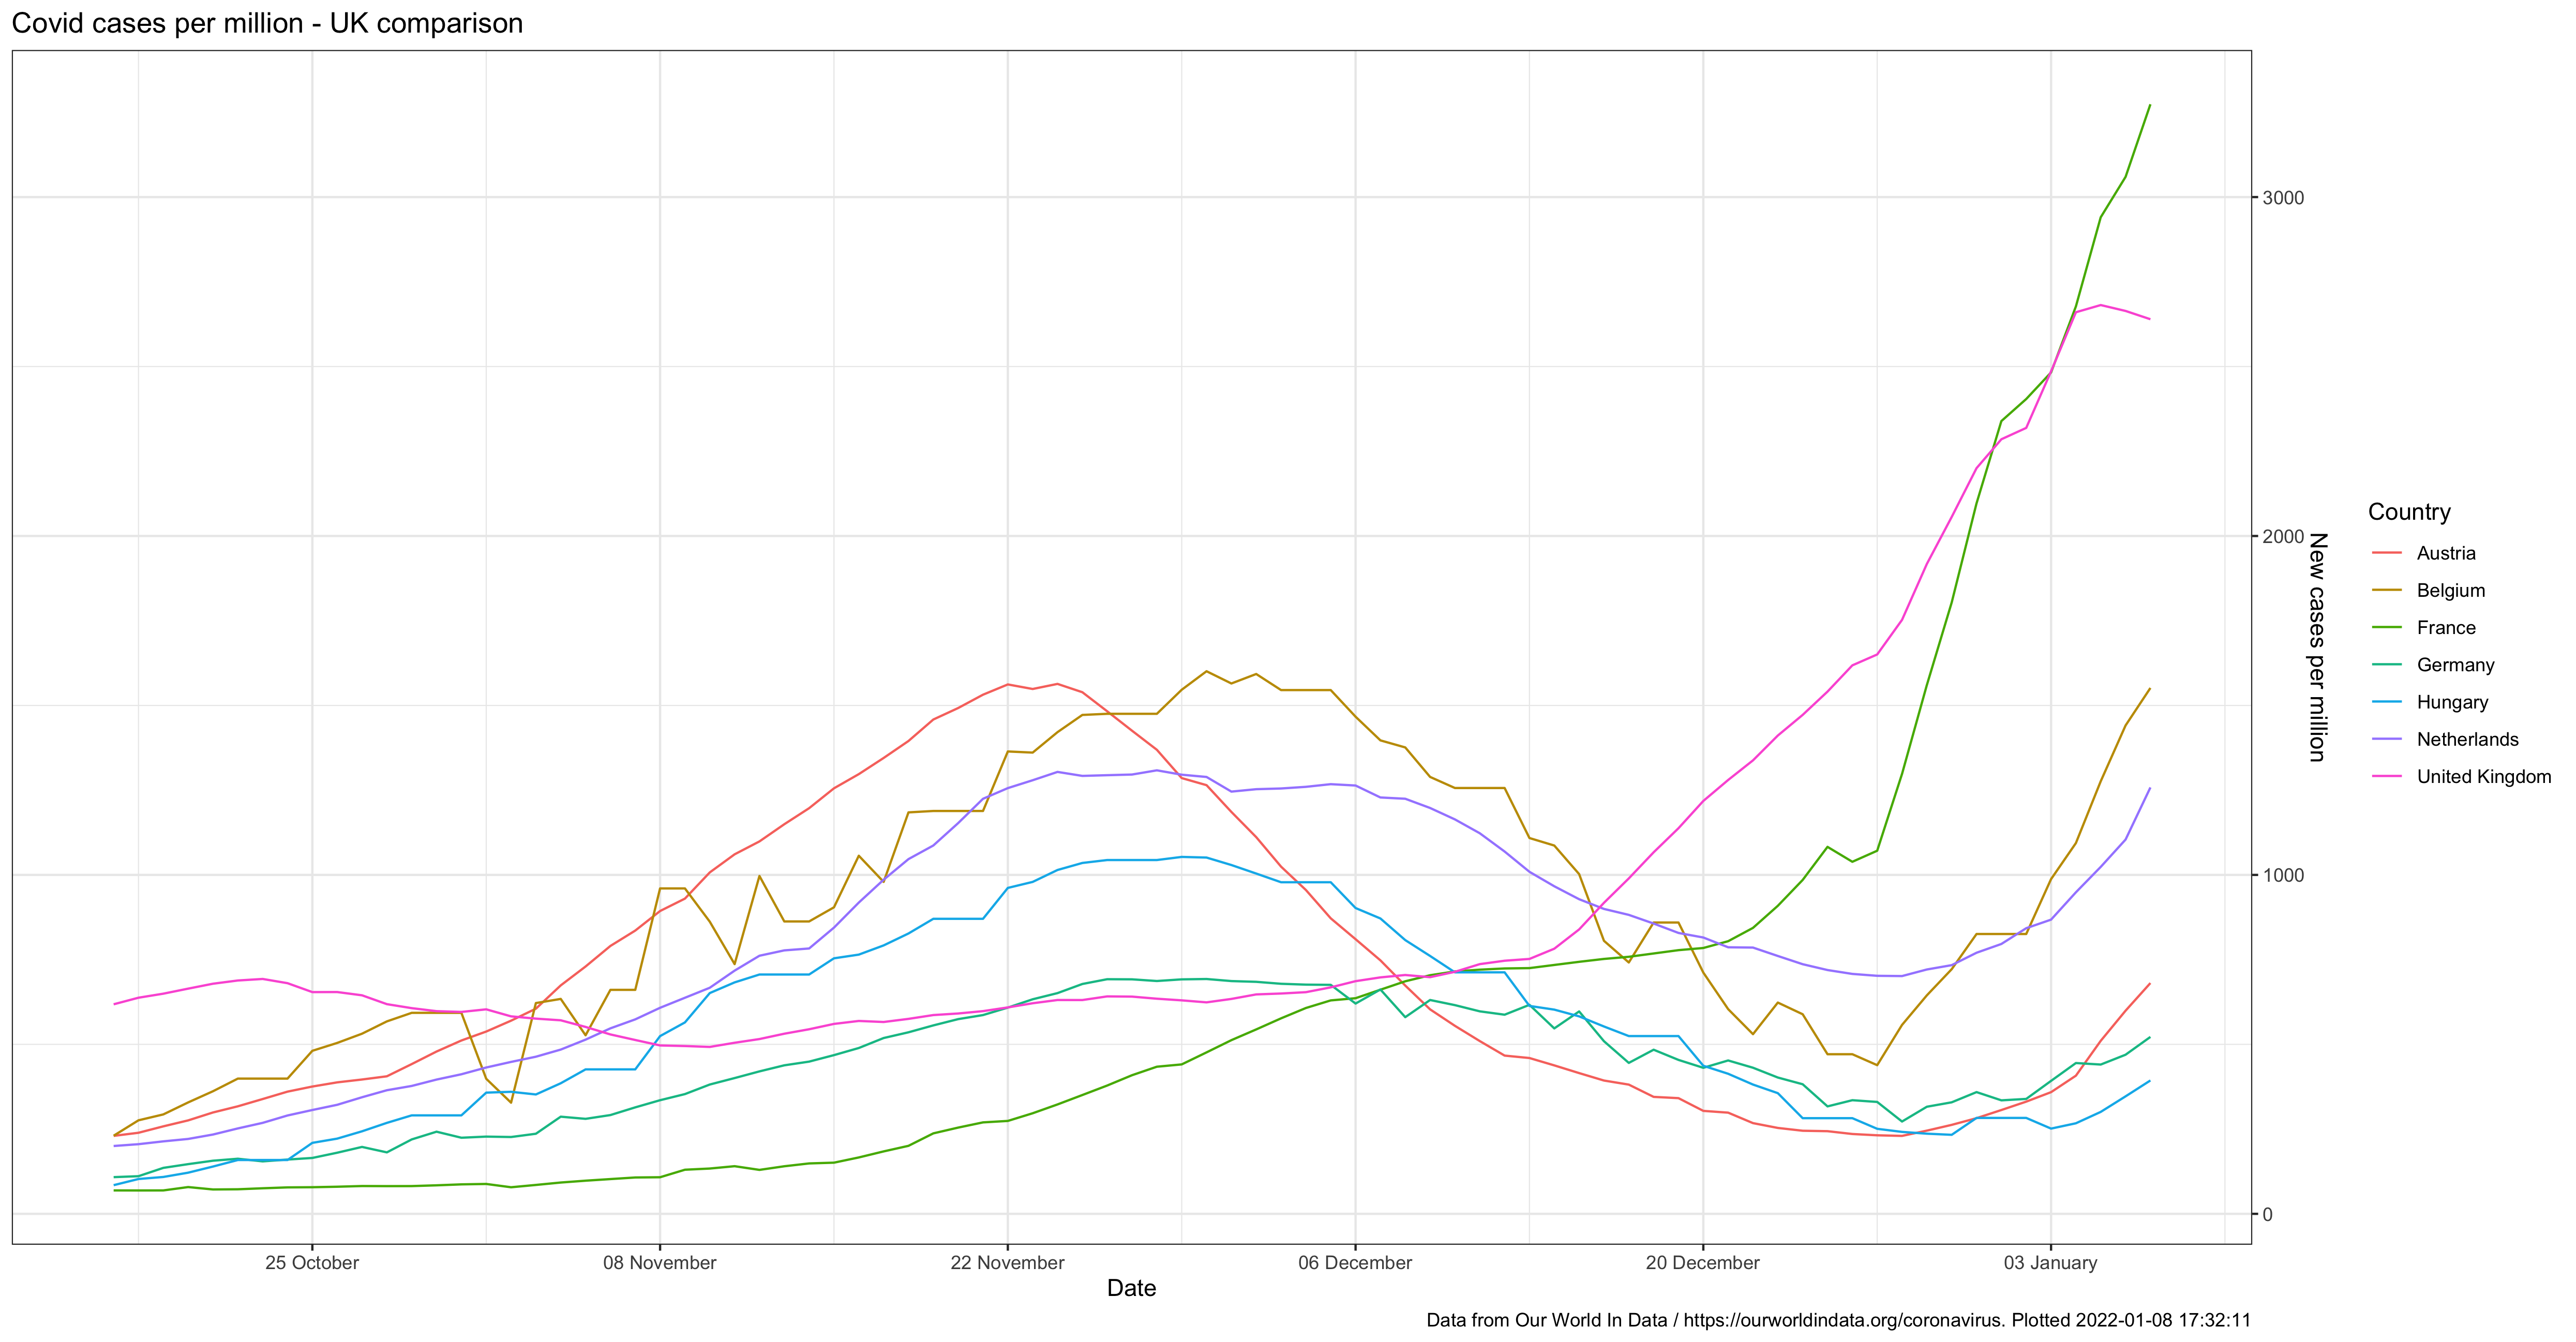 Covid cases per million - UK comparison
3000
2000
1000
0
New cases per million
Country
Austria
Belgium
France
Germany
Hungary
Netherlands
United Kingdom
25 October
08 November
22 November
06 December
20 December
03 January
Date
Data from Our World In Data / https://ourworldindata.org/coronavirus. Plotted 2022-01-08 17:32:11